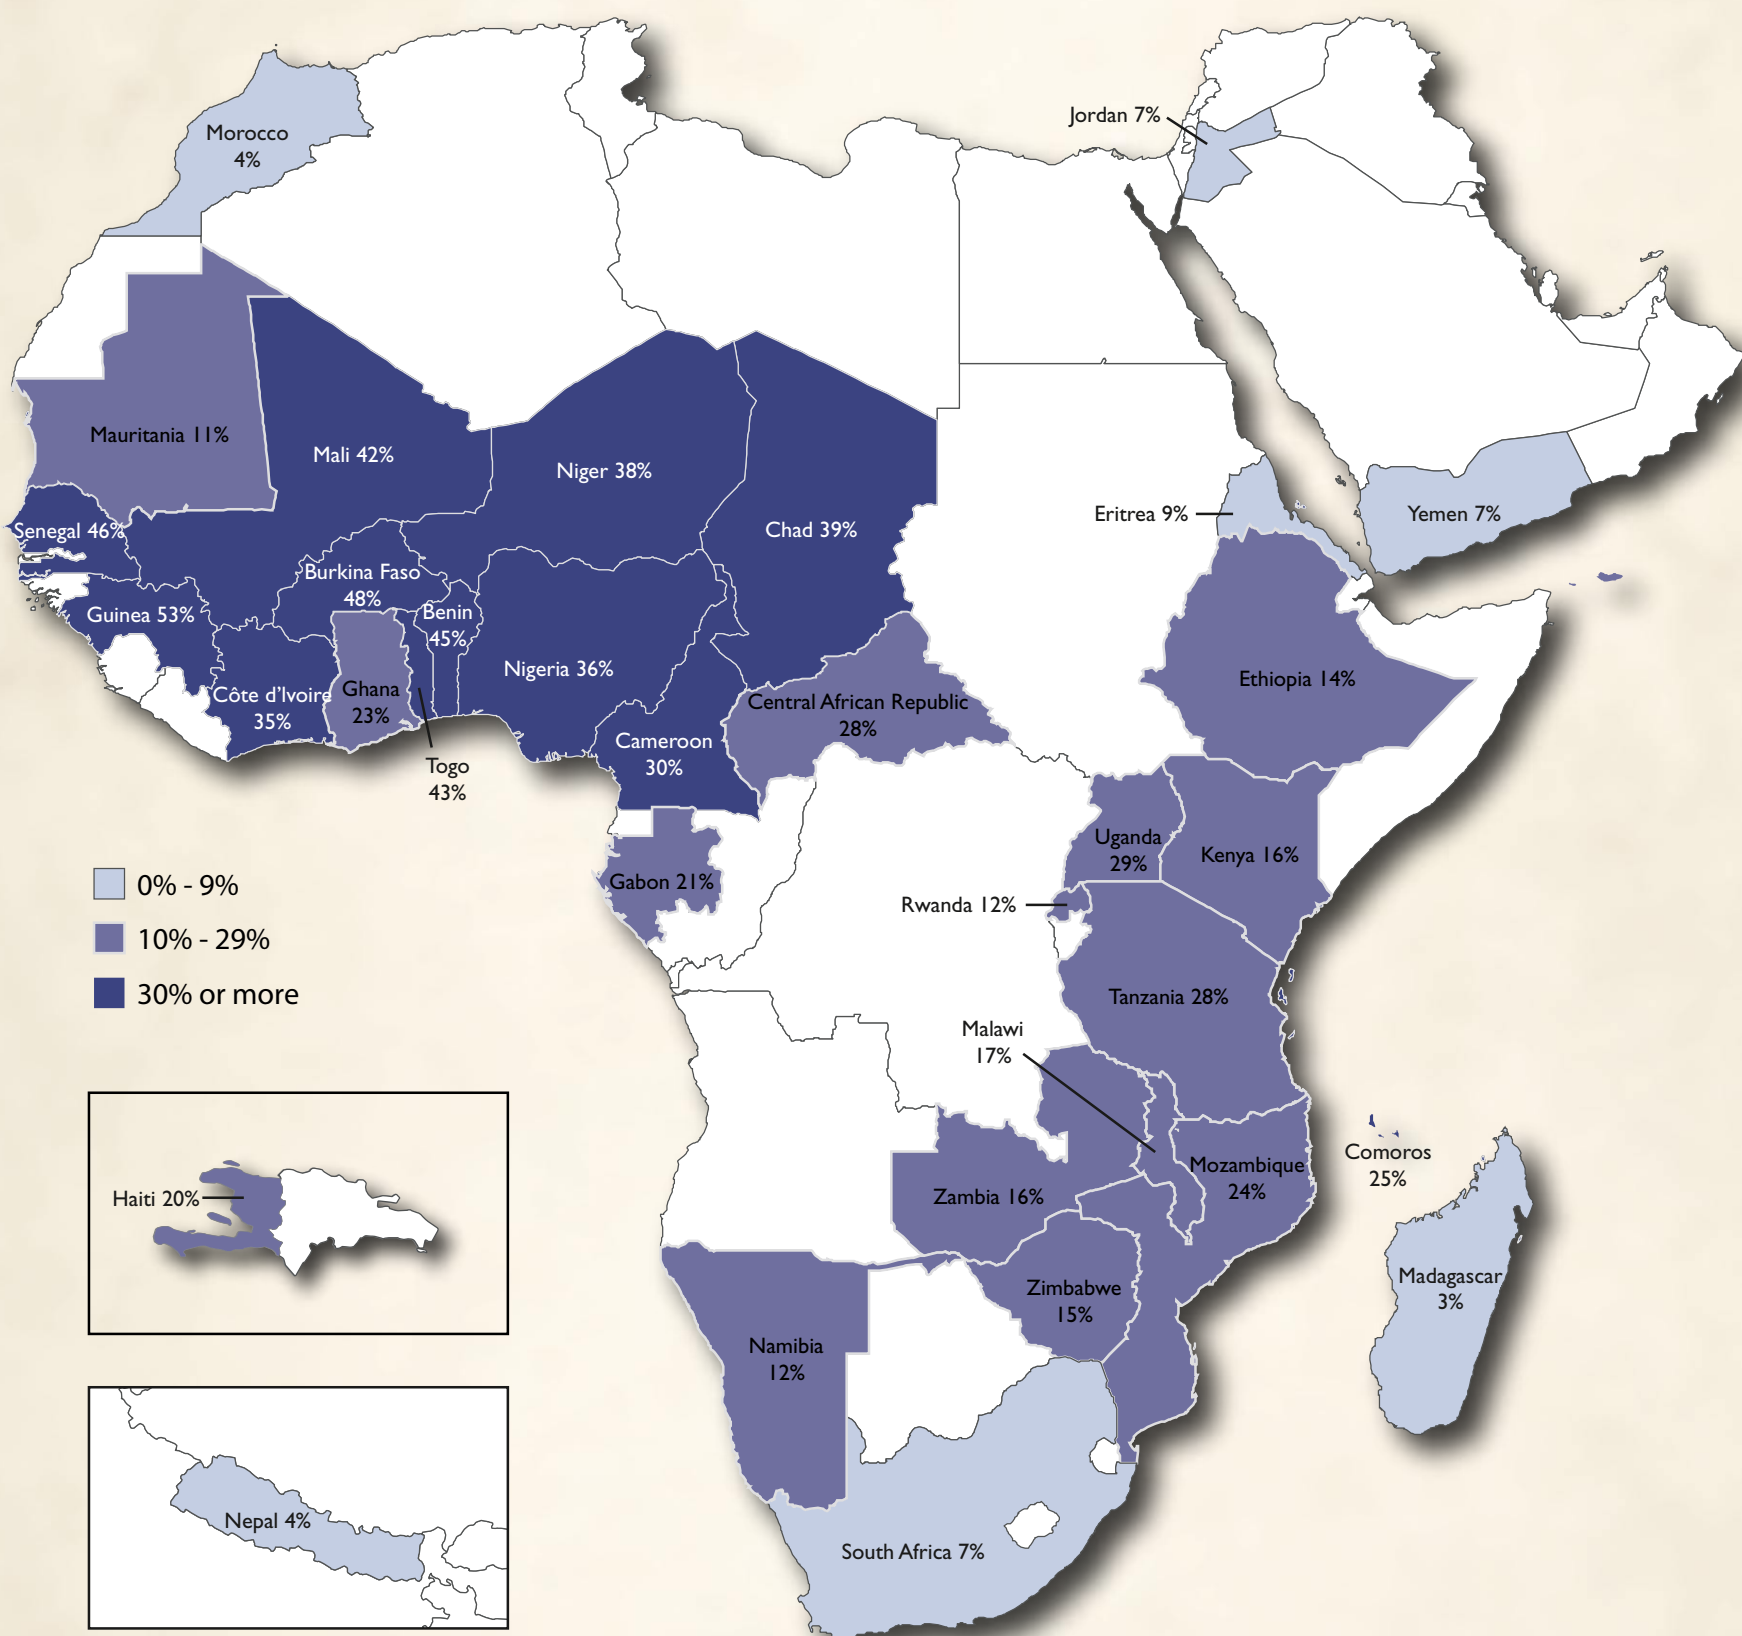 Morocco
4%
Jordan 7%
Mauritania 11%
Mali 42%
Niger 38%
Chad 39%
Eritrea 9%
Yemen 7%
Senegal 46%
Burkina Faso
48%
Guinea 53%
Benin
45%
Nigeria 36%
Ethiopia 14%
Côte d'Ivoire
35%
Ghana
23%
Central African Republic
28%
Cameroon
30%
Togo
43%
Uganda
29%
Kenya 16%
Gabon 21%
Rwanda 12%
0% - 9%
10% - 29%
30% or more
Tanzania 28%
Malawi
17%
Comoros
25%
Mozambique
24%
Zambia 16%
Haiti 20%
Madagascar
3%
Zimbabwe
15%
Namibia
12%
Nepal 4%
South Africa 7%